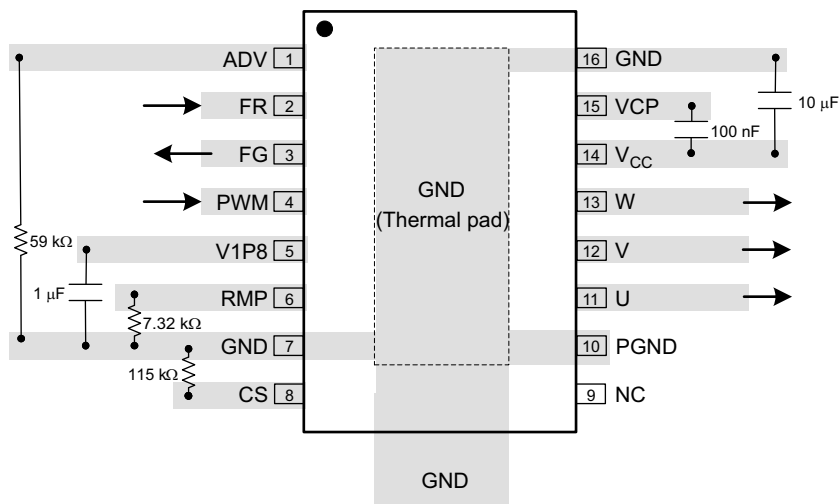 ADV 1
FR 2
FG 3
PWM 4
V1P8 5
RMP 6
GND 7
CS 8
59 kΩ
1 μF
7.32 kΩ
115 kΩ
GND
(Thermal pad)
GND
16 GND
15 VCP
14 VCC
13 W
12 V
11 U
10 PGND
9 NC
100 nF
10 μF